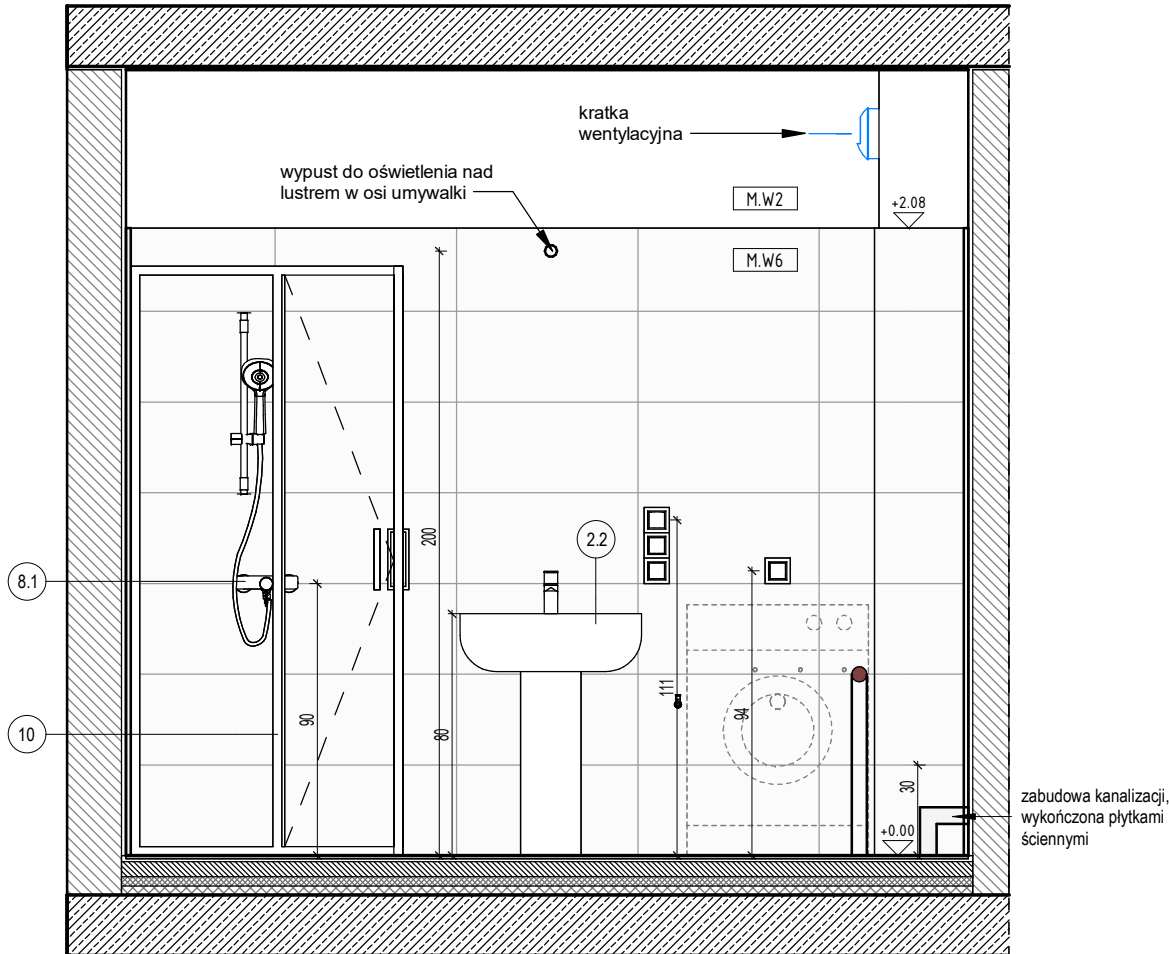 kratka
wentylacyjna
wypust do oświetlenia nad
lustrem w osi umywalki
M.W2
+2.08
M.W6
200
2.2
8.1
111
90
80
94
10
30
+0.00
zabudowa kanalizacji,
wykończona płytkami
ściennymi